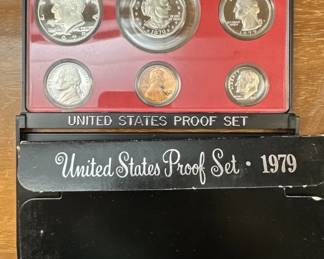 UNITED STATES PROOF SET
United States Proof Set · 1979